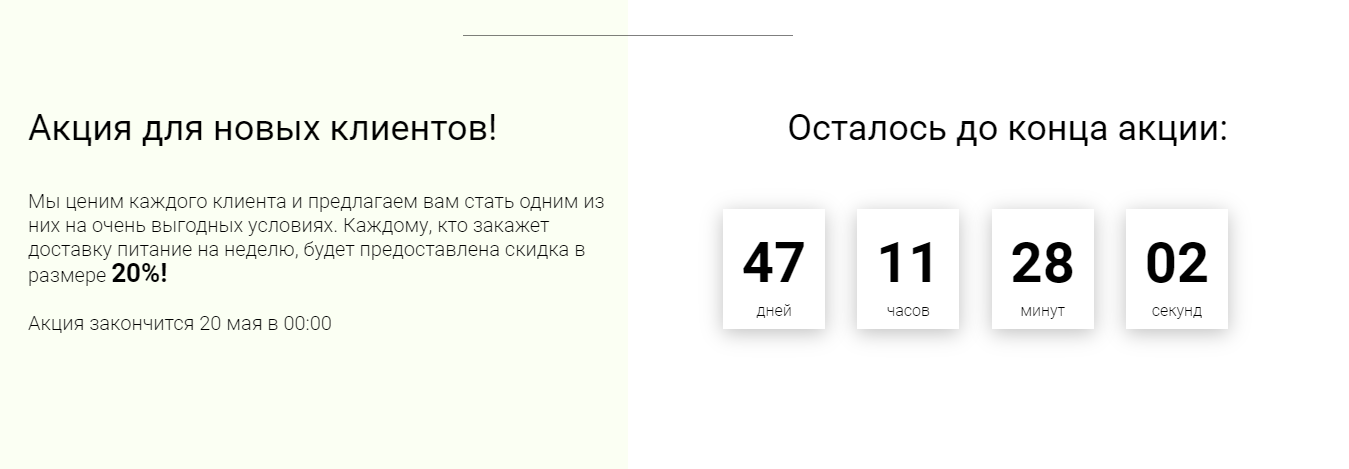 Акция для новых клиентов!
Мы ценим каждого клиента и предлагаем вам стать одним из
них на очень выгодных условиях. Каждому, кто закажет
доставку питание на неделю, будет предоставлена скидка в
размере 20%!
Акция закончится 20 мая в 00:00
Осталось до конца акции:
47 11 28 02
дней часов минут секунд